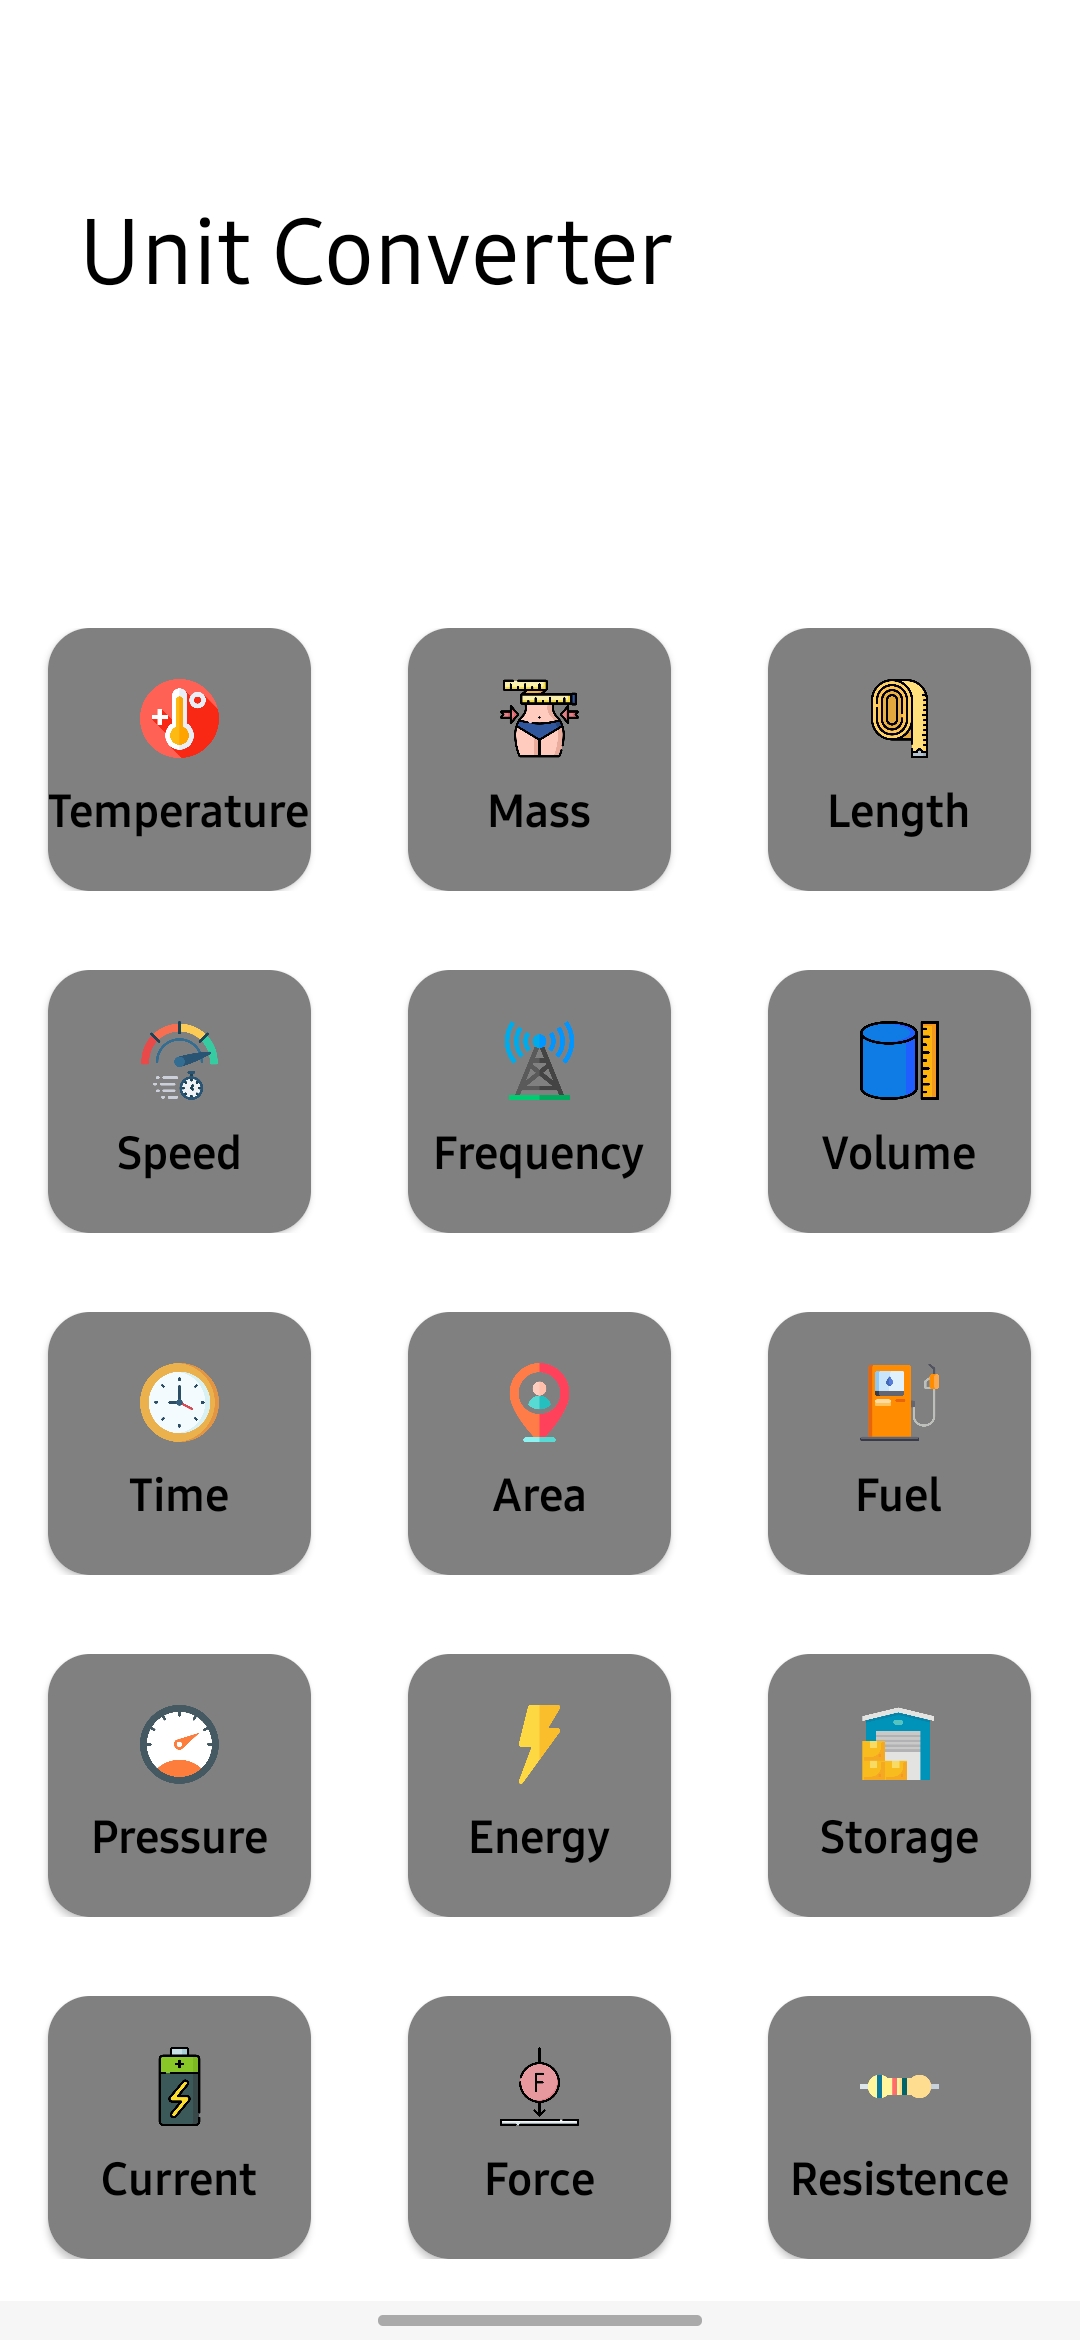 Unit Converter
Temperature
Mass
Length
Speed
Frequency
Volume
Time
Area
Fuel
Pressure
Energy
Storage
Current
F
Force
Resistence